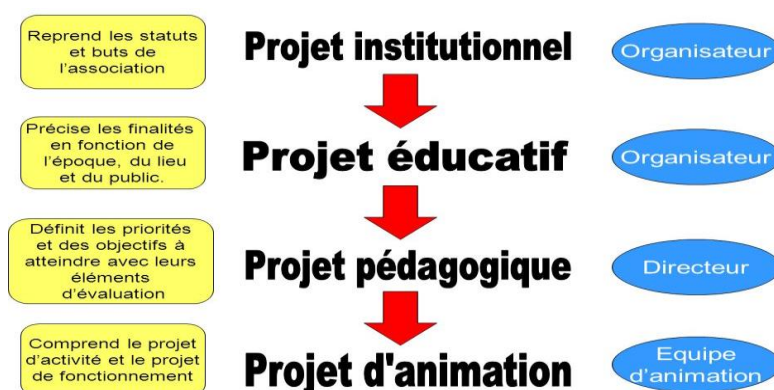 Reprend les statuts
et buts de
l'association
Projet institutionnel
Organisateur
Précise les finalités
en fonction de
l'époque, du lieu
et du public.
Projet éducatif
Organisateur
Définit les priorités
et des objectifs à
atteindre avec leurs
éléments
d'évaluation
Projet pédagogique
Directeur
Comprend le projet
d'activité et le projet
de fonctionnement
Projet d'animation
Equipe
d'animation